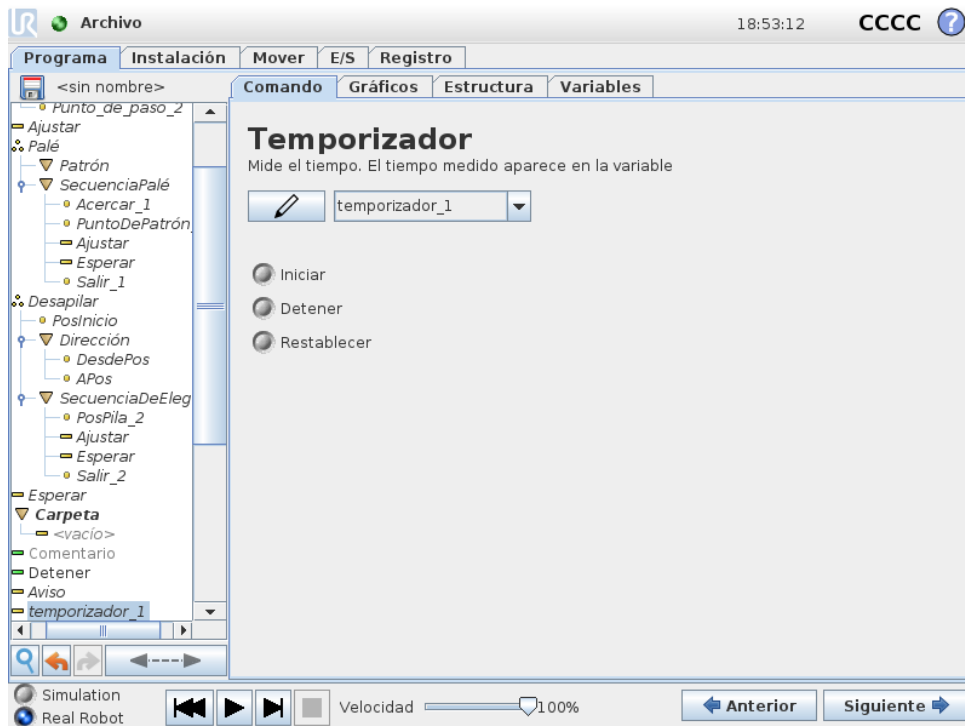 UR Archivo 18:53:12 CCCC ?
Programa Instalación Mover E/S Registro
<sin nombre> Comando Gráficos Estructura Variables
Punto_de_paso_2
Ajustar
Palé
Patrón
SecuenciaPalé
Acercar_1
PuntoDePatrón_
Ajustar
Esperar
Salir_1
Desapilar
PosInicio
Dirección
DesdePos
APos
SecuenciaDeEleg
PosPila_2
Ajustar
Esperar
Salir_2
Esperar
Carpeta
<vacío>
Comentario
Detener
Aviso
temporizador_1
Temporizador
Mide el tiempo. El tiempo medido aparece en la variable
temporizador_1
Iniciar
Detener
Restablecer
Simulation
Real Robot
Velocidad 100%
Anterior Siguiente